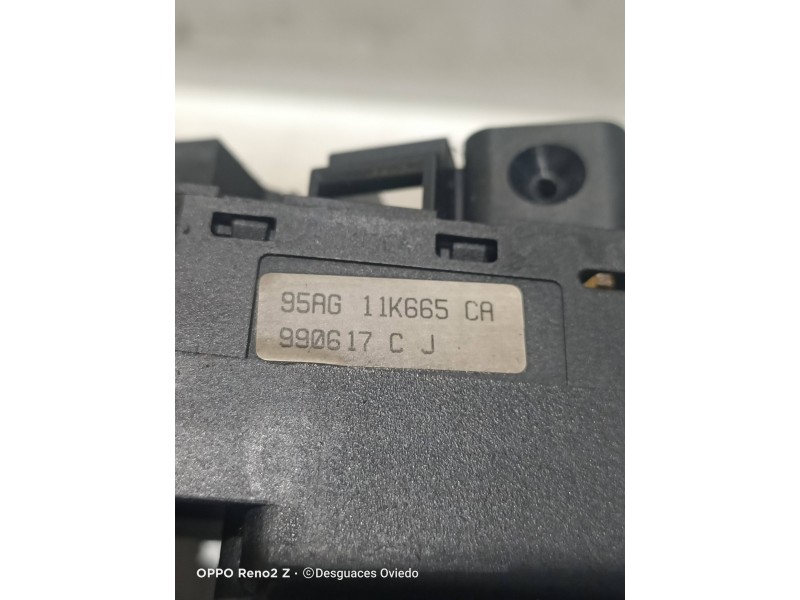 95AG 11K665 CA
990617 C J
OPPO Reno2 Z • ©Desguaces Oviedo